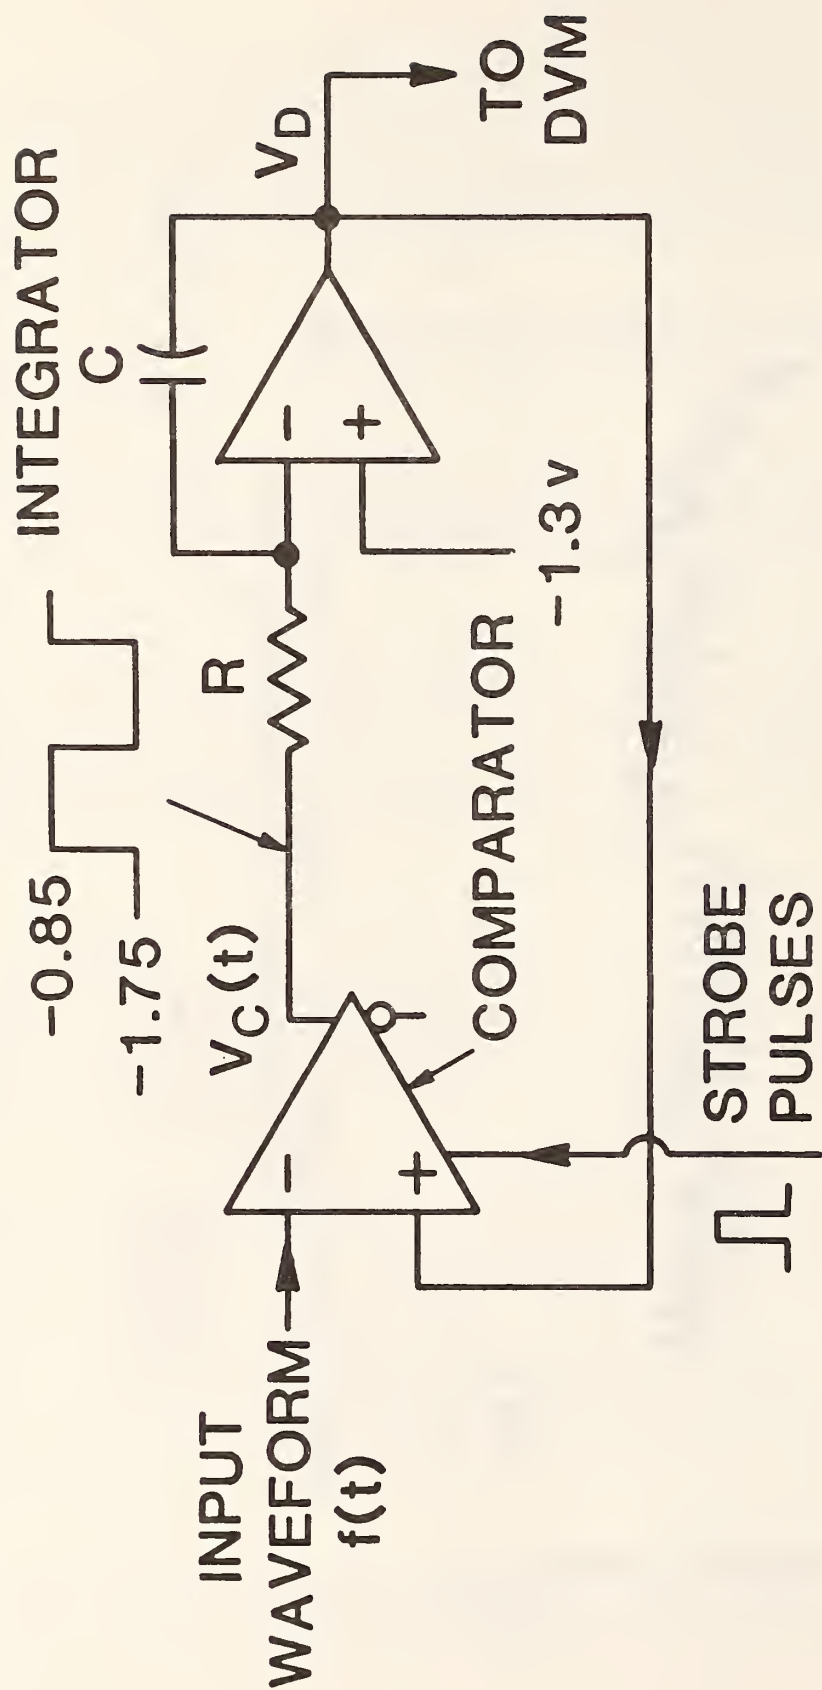 INTEGRATOR
-0.85
-1.75
C
V_C(t)
R
V_D
INPUT
WAVEFORM
f(t)
−
+
−
+
TO
DVM
COMPARATOR
-1.3 v
STROBE
PULSES